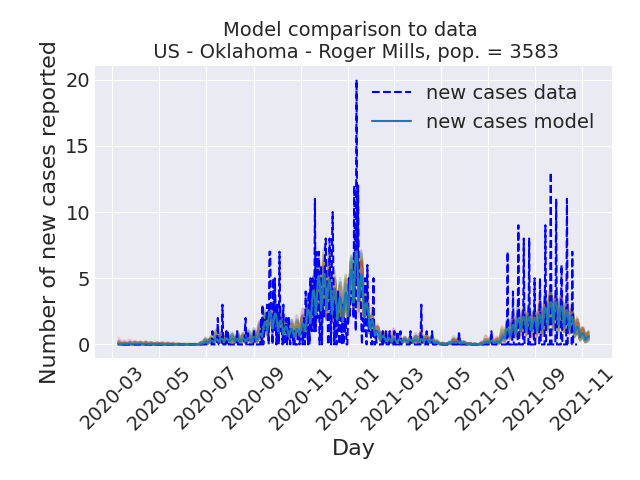 Model comparison to data
US - Oklahoma - Roger Mills, pop. = 3583
Number of new cases reported
20
15
10
5
0
new cases data
new cases model
2020-03
2020-05
2020-07
2020-09
2020-11
2021-01
2021-03
2021-05
2021-07
2021-09
2021-11
Day